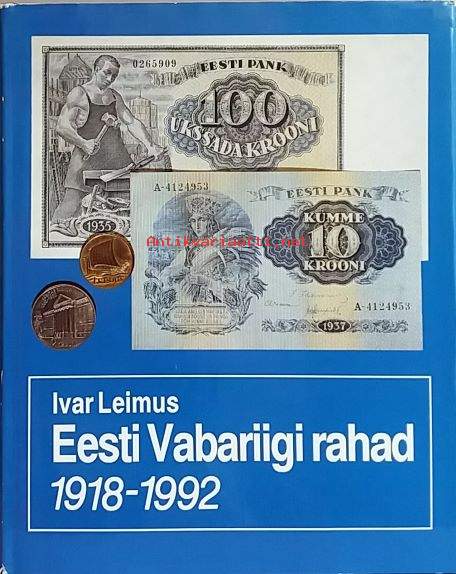 0265909
EESTI PANK
100
ÜKSSADA KROONI
1935
A-4124953
EESTI PANK
KÜMME
10
KROONI
A-4124953
1937
Antikvariaatti.net
Ivar Leimus
Eesti Vabariigi rahad
1918-1992